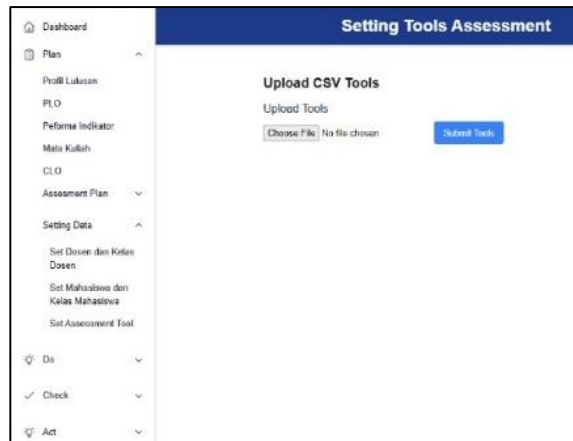 Dashboard
Plan
Profil Lulusan
PLO
Peforma Indikator
Mata Kuliah
CLO
Assesment Plan
Setting Data
Set Dosen dan Kelas
Dosen
Set Mahasiswa dan
Kelas Mahasiswa
Set Assessment Tool
Do
Check
Act
Setting Tools Assessment
Upload CSV Tools
Upload Tools
Choose File No file chosen
Submit Tools